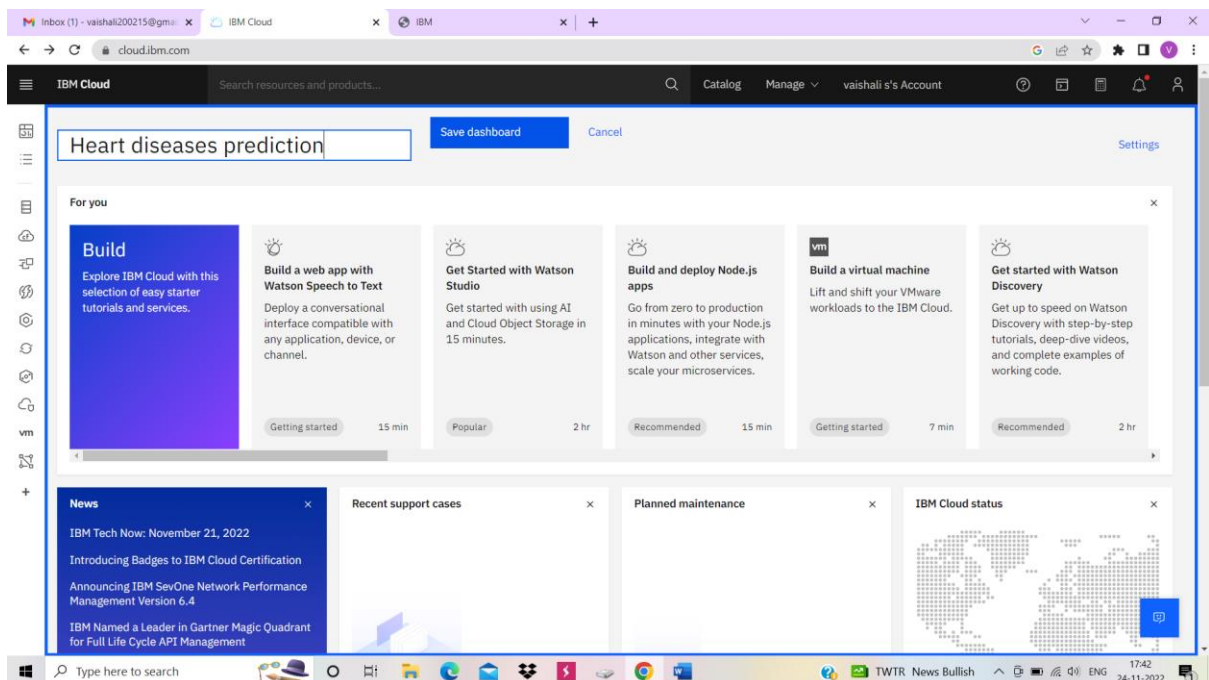 Inbox (1) - vaishali200215@gmai
IBM Cloud
IBM
cloud.ibm.com
IBM Cloud
Search resources and products...
Catalog
Manage
vaishali s's Account
Heart diseases prediction
Save dashboard
Cancel
Settings
For you
Build
Explore IBM Cloud with this
selection of easy starter
tutorials and services.
Build a web app with
Watson Speech to Text
Deploy a conversational
interface compatible with
any application, device, or
channel.
Getting started
15 min
Get Started with Watson
Studio
Get started with using AI
and Cloud Object Storage in
15 minutes.
Popular
2 hr
Build and deploy Node.js
apps
Go from zero to production
in minutes with your Node.js
applications, integrate with
Watson and other services,
scale your microservices.
Recommended
15 min
vm
Build a virtual machine
Lift and shift your VMware
workloads to the IBM Cloud.
Getting started
7 min
Get started with Watson
Discovery
Get up to speed on Watson
Discovery with step-by-step
tutorials, deep-dive videos,
and complete examples of
working code.
Recommended
2 hr
vm
News
IBM Tech Now: November 21, 2022
Introducing Badges to IBM Cloud Certification
Announcing IBM SevOne Network Performance
Management Version 6.4
IBM Named a Leader in Gartner Magic Quadrant
for Full Life Cycle API Management
Recent support cases
Planned maintenance
IBM Cloud status
Type here to search
TWTR News Bullish
ENG
17:42
24-11-2022